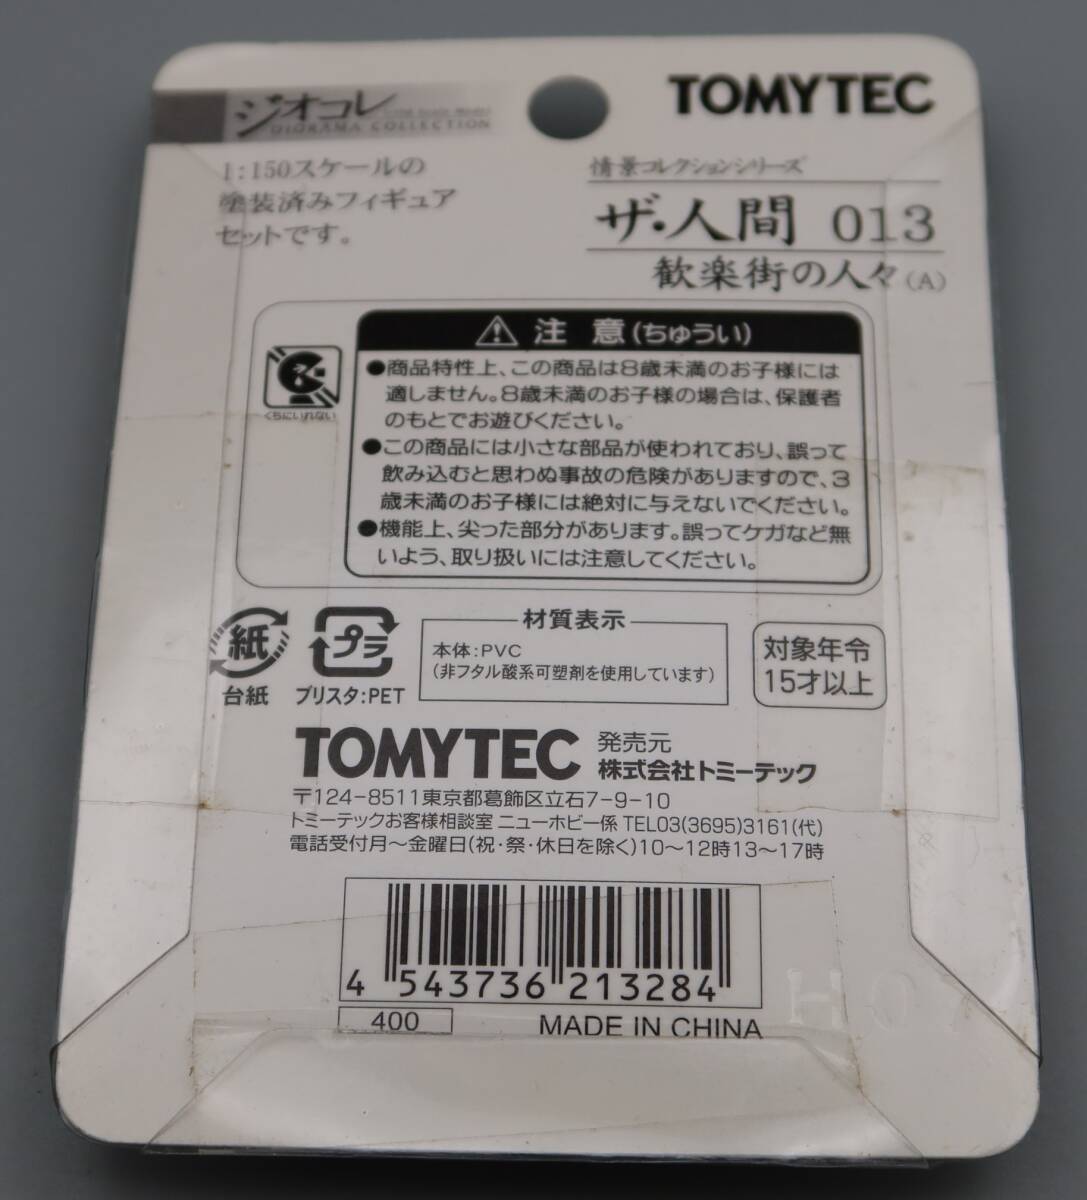 ジオコレ
DIORAMA COLLECTION
TOMYTEC
1:150スケールの
塗装済みフィギュア
セットです。
情景コレクションシリーズ
ザ・人間 013
歓楽街の人々(A)
注意(ちゅうい)
●商品特性上、この商品は8歳未満のお子様には
適しません。8歳未満のお子様の場合は、保護者
のもとでお遊びください。
●この商品には小さな部品が使われており、誤って
飲み込むと思わぬ事故の危険がありますので、3
歳未満のお子様には絶対に与えないでください。
●機能上、尖った部分があります。誤ってケガなど無
いよう、取り扱いには注意してください。
くちにいれない
紙
台紙
プラ
ブリスタ:PET
材質表示
本体:PVC
(非フタル酸系可塑剤を使用しています)
対象年令
15才以上
TOMYTEC
発売元
株式会社トミーテック
〒124-8511東京都葛飾区立石7-9-10
トミーテックお客様相談室 ニューホビー係 TEL03(3695)3161(代)
電話受付月~金曜日(祝・祭・休日を除く)10~12時13~17時
4 543736 213284
400
MADE IN CHINA